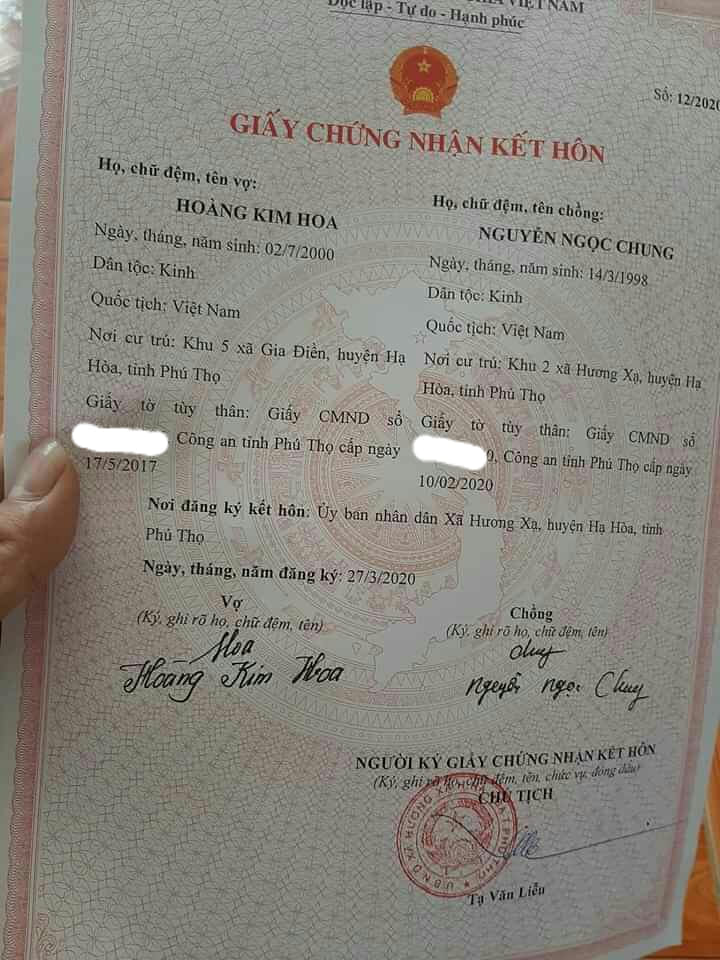 VIỆT NAM
Độc lập - Tự do - Hạnh phúc
Số: 12/2020
GIẤY CHỨNG NHẬN KẾT HÔN
Họ, chữ đệm, tên vợ:
HOÀNG KIM HOA
Ngày, tháng, năm sinh: 02/7/2000
Dân tộc: Kinh
Quốc tịch: Việt Nam
Nơi cư trú: Khu 5 xã Gia Điền, huyện Hạ
Hòa, tỉnh Phú Thọ
Giấy tờ tùy thân: Giấy CMND số
Công an tỉnh Phú Thọ cấp ngày
17/5/2017
Họ, chữ đệm, tên chồng:
NGUYỄN NGỌC CHUNG
Ngày, tháng, năm sinh: 14/3/1998
Dân tộc: Kinh
Quốc tịch: Việt Nam
Nơi cư trú: Khu 2 xã Hương Xạ, huyện Hạ
Hòa, tỉnh Phú Thọ
Giấy tờ tùy thân: Giấy CMND số
0, Công an tỉnh Phú Thọ cấp ngày
10/02/2020
Nơi đăng ký kết hôn: Ủy ban nhân dân Xã Hương Xạ, huyện Hạ Hòa, tỉnh
Phú Thọ
Ngày, tháng, năm đăng ký: 27/3/2020
Vợ
(Ký, ghi rõ họ, chữ đệm, tên)
Hoa
Hoàng Kim Hoa
Chồng
(Ký, ghi rõ họ, chữ đệm, tên)
Nguyễn Ngọc Chung
NGƯỜI KÝ GIẤY CHỨNG NHẬN KẾT HÔN
(Ký, ghi rõ họ, chữ đệm, tên, chức vụ, đóng dấu)
CHỦ TỊCH
U.B.N.D XÃ HƯƠNG XẠ
Tạ Văn Liễu